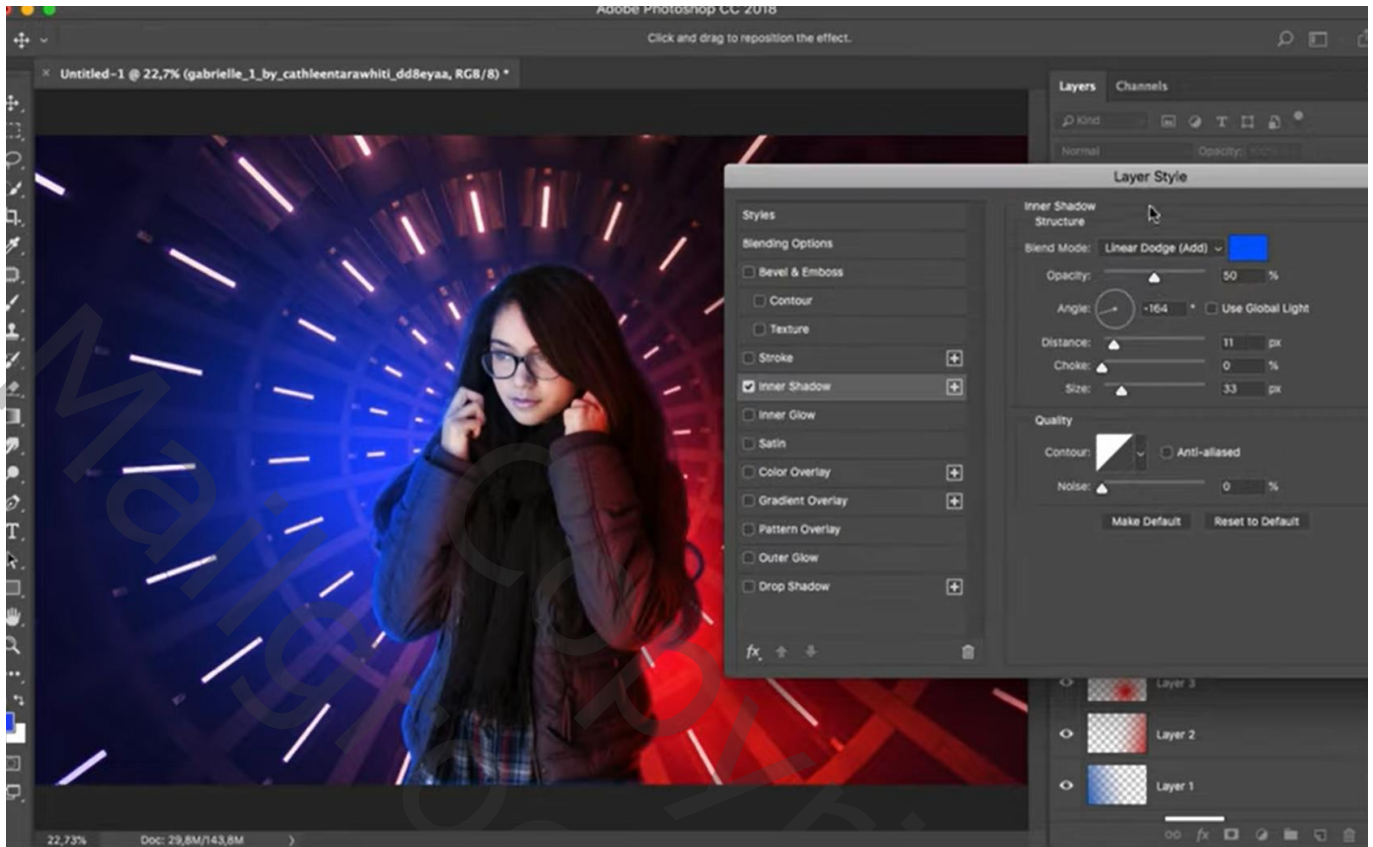 Adobe Photoshop CC 2018
Click and drag to reposition the effect.
× Untitled-1 @ 22,7% (gabrielle_1_by_cathleentarawhiti_dd8eyaa, RGB/8) *
Layers Channels
Kind
Normal Opacity: 100%
Layer Style
Styles
Blending Options
Bevel & Emboss
Contour
Texture
Stroke
Inner Shadow
Inner Glow
Satin
Color Overlay
Gradient Overlay
Pattern Overlay
Outer Glow
Drop Shadow
fx
Inner Shadow
Structure
Blend Mode: Linear Dodge (Add)
Opacity: 50 %
Angle: -164 ° Use Global Light
Distance: 11 px
Choke: 0 %
Size: 33 px
Quality
Contour: Anti-aliased
Noise: 0 %
Make Default Reset to Default
Layer 3
Layer 2
Layer 1
fx
22,73% Doc: 29,8M/143,8M